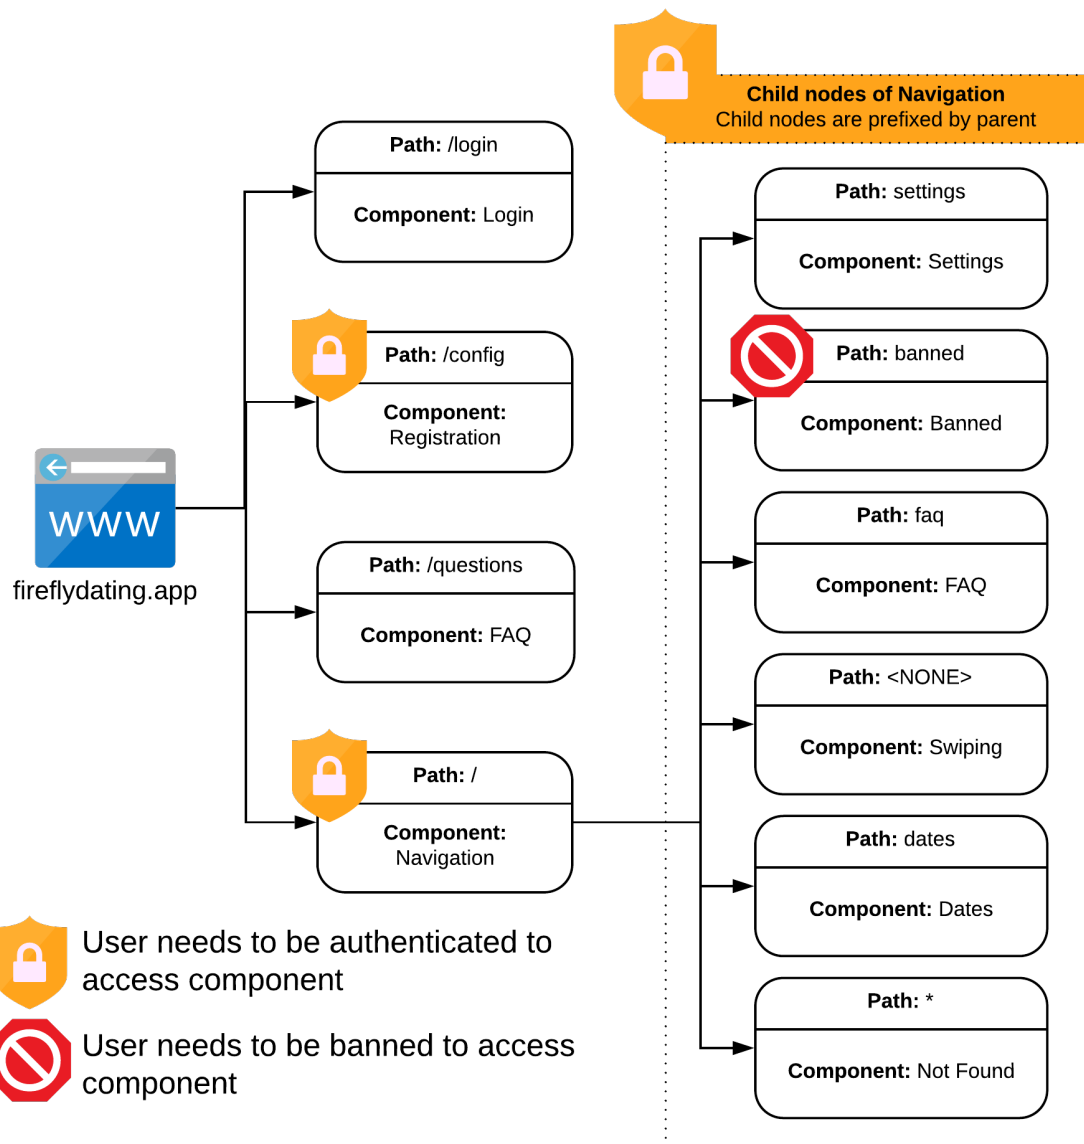 Child nodes of Navigation
Child nodes are prefixed by parent
Path: /login
Component: Login
Path: /config
Component:
Registration
WWW
fireflydating.app
Path: /questions
Component: FAQ
Path: /
Component:
Navigation
Path: settings
Component: Settings
Path: banned
Component: Banned
Path: faq
Component: FAQ
Path: <NONE>
Component: Swiping
Path: dates
Component: Dates
Path: *
Component: Not Found
User needs to be authenticated to
access component
User needs to be banned to access
component